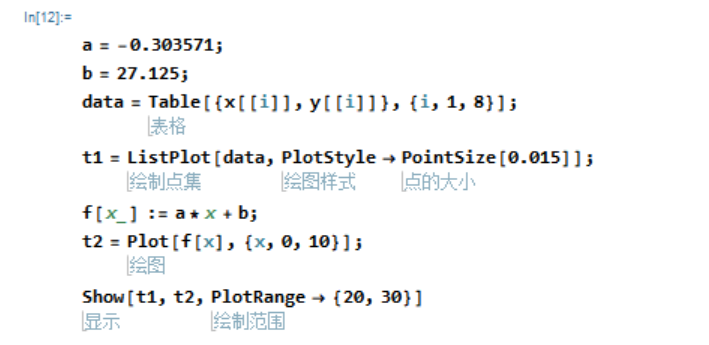 In[12]:=
a = -0.303571;
b = 27.125;
data = Table[{x[[i]], y[[i]]}, {i, 1, 8}];
表格
t1 = ListPlot[data, PlotStyle → PointSize[0.015]];
绘制点集 绘图样式 点的大小
f[x_] := a * x + b;
t2 = Plot[f[x], {x, 0, 10}];
绘图
Show[t1, t2, PlotRange → {20, 30}]
显示 绘制范围